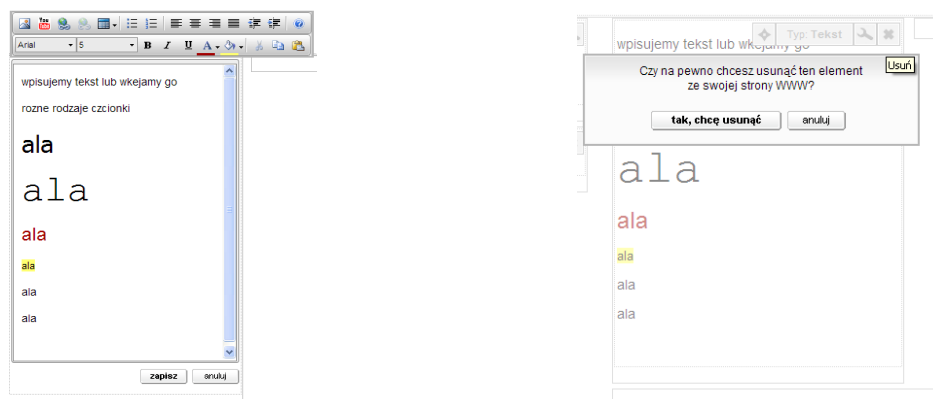 You
Arial
5
B I U A
wpisujemy tekst lub wkejamy go
rozne rodzaje czcionki
ala
ala
ala
ala
ala
ala
zapisz
anuluj
Typ: Tekst
wpisujemy tekst lub wkejamy go
Usuń
Czy na pewno chcesz usunąć ten element
ze swojej strony WWW?
tak, chcę usunąć
anuluj
ala
ala
ala
ala
ala